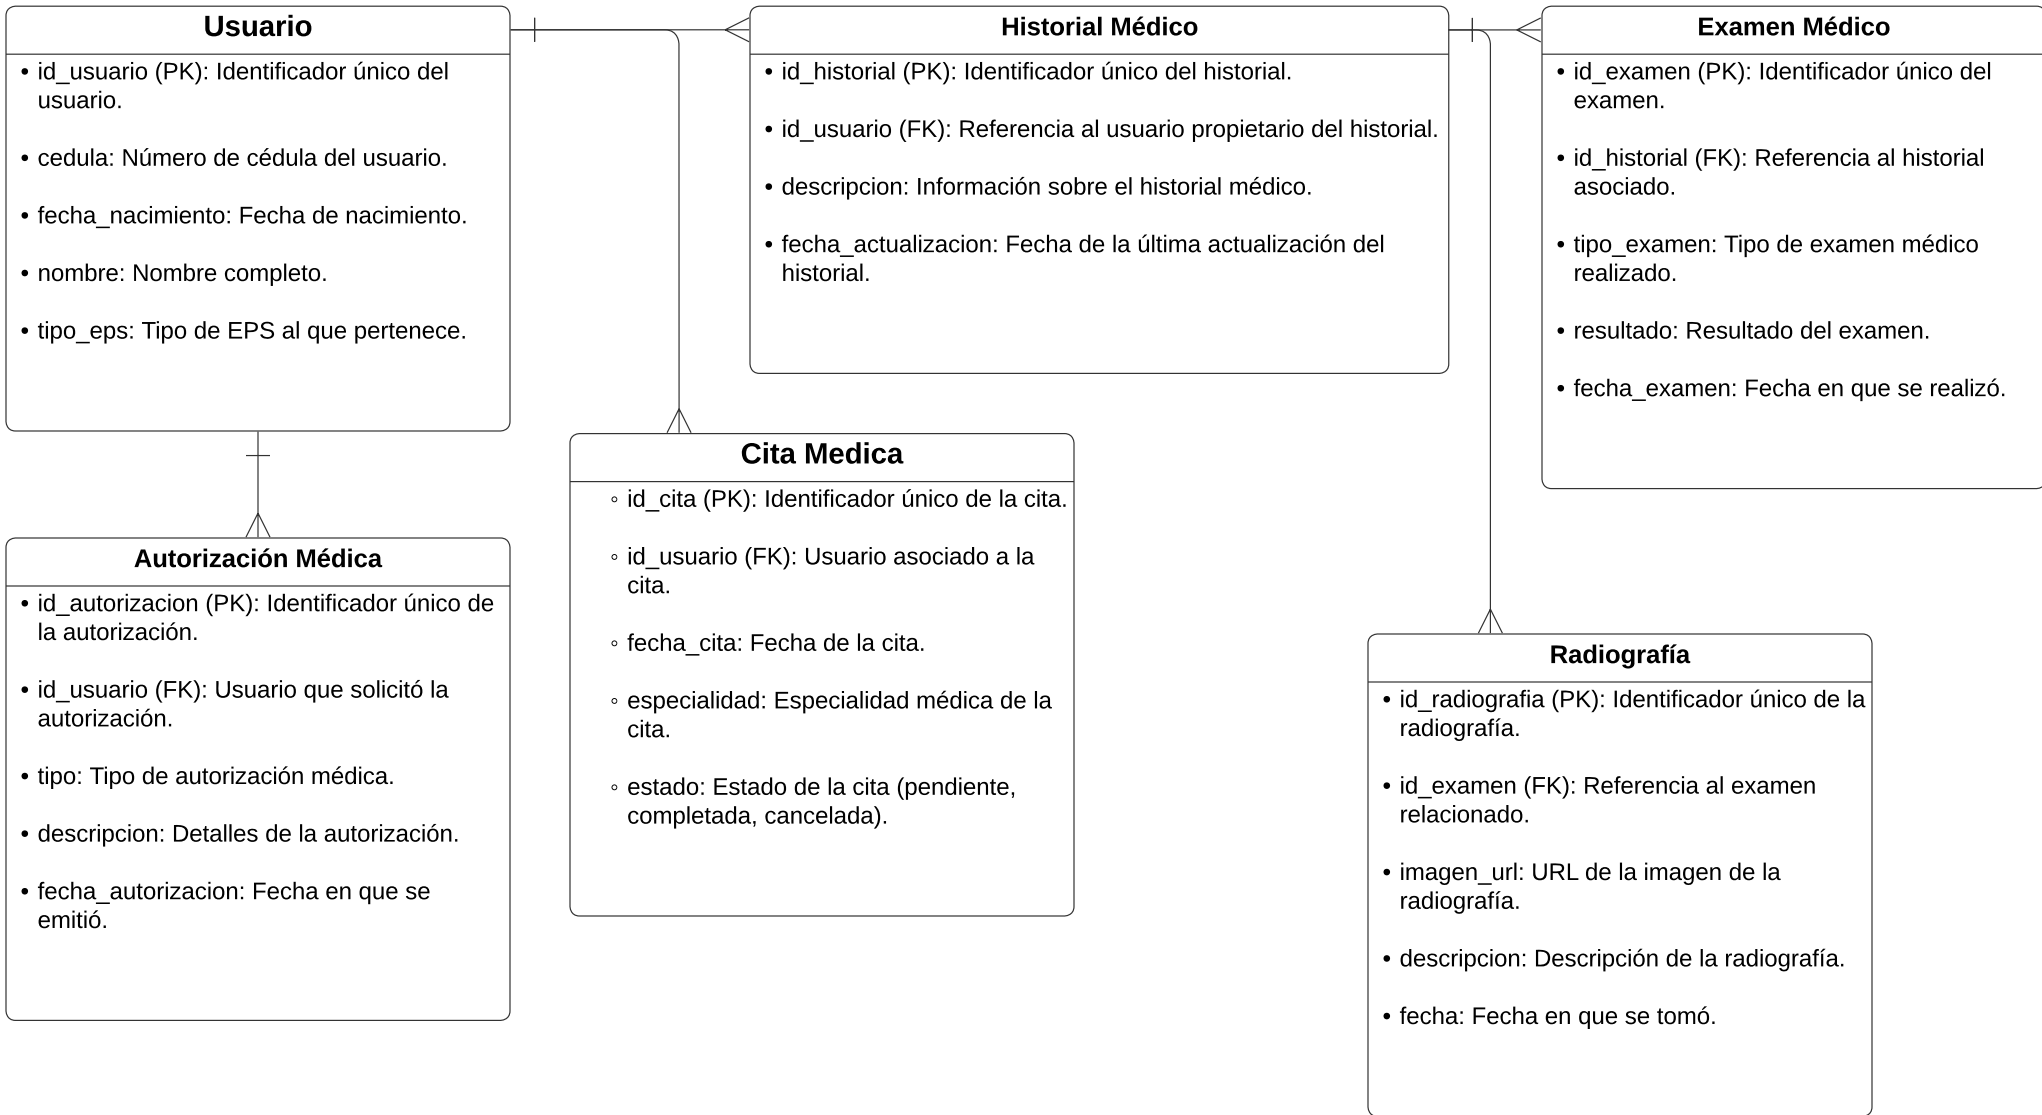 Usuario
• id_usuario (PK): Identificador único del
usuario.
• cedula: Número de cédula del usuario.
• fecha_nacimiento: Fecha de nacimiento.
• nombre: Nombre completo.
• tipo_eps: Tipo de EPS al que pertenece.
Historial Médico
• id_historial (PK): Identificador único del historial.
• id_usuario (FK): Referencia al usuario propietario del historial.
• descripcion: Información sobre el historial médico.
• fecha_actualizacion: Fecha de la última actualización del
historial.
Examen Médico
• id_examen (PK): Identificador único del
examen.
• id_historial (FK): Referencia al historial
asociado.
• tipo_examen: Tipo de examen médico
realizado.
• resultado: Resultado del examen.
• fecha_examen: Fecha en que se realizó.
Autorización Médica
• id_autorizacion (PK): Identificador único de
la autorización.
• id_usuario (FK): Usuario que solicitó la
autorización.
• tipo: Tipo de autorización médica.
• descripcion: Detalles de la autorización.
• fecha_autorizacion: Fecha en que se
emitió.
Cita Medica
◦ id_cita (PK): Identificador único de la cita.
◦ id_usuario (FK): Usuario asociado a la
cita.
◦ fecha_cita: Fecha de la cita.
◦ especialidad: Especialidad médica de la
cita.
◦ estado: Estado de la cita (pendiente,
completada, cancelada).
Radiografía
• id_radiografia (PK): Identificador único de la
radiografía.
• id_examen (FK): Referencia al examen
relacionado.
• imagen_url: URL de la imagen de la
radiografía.
• descripcion: Descripción de la radiografía.
• fecha: Fecha en que se tomó.